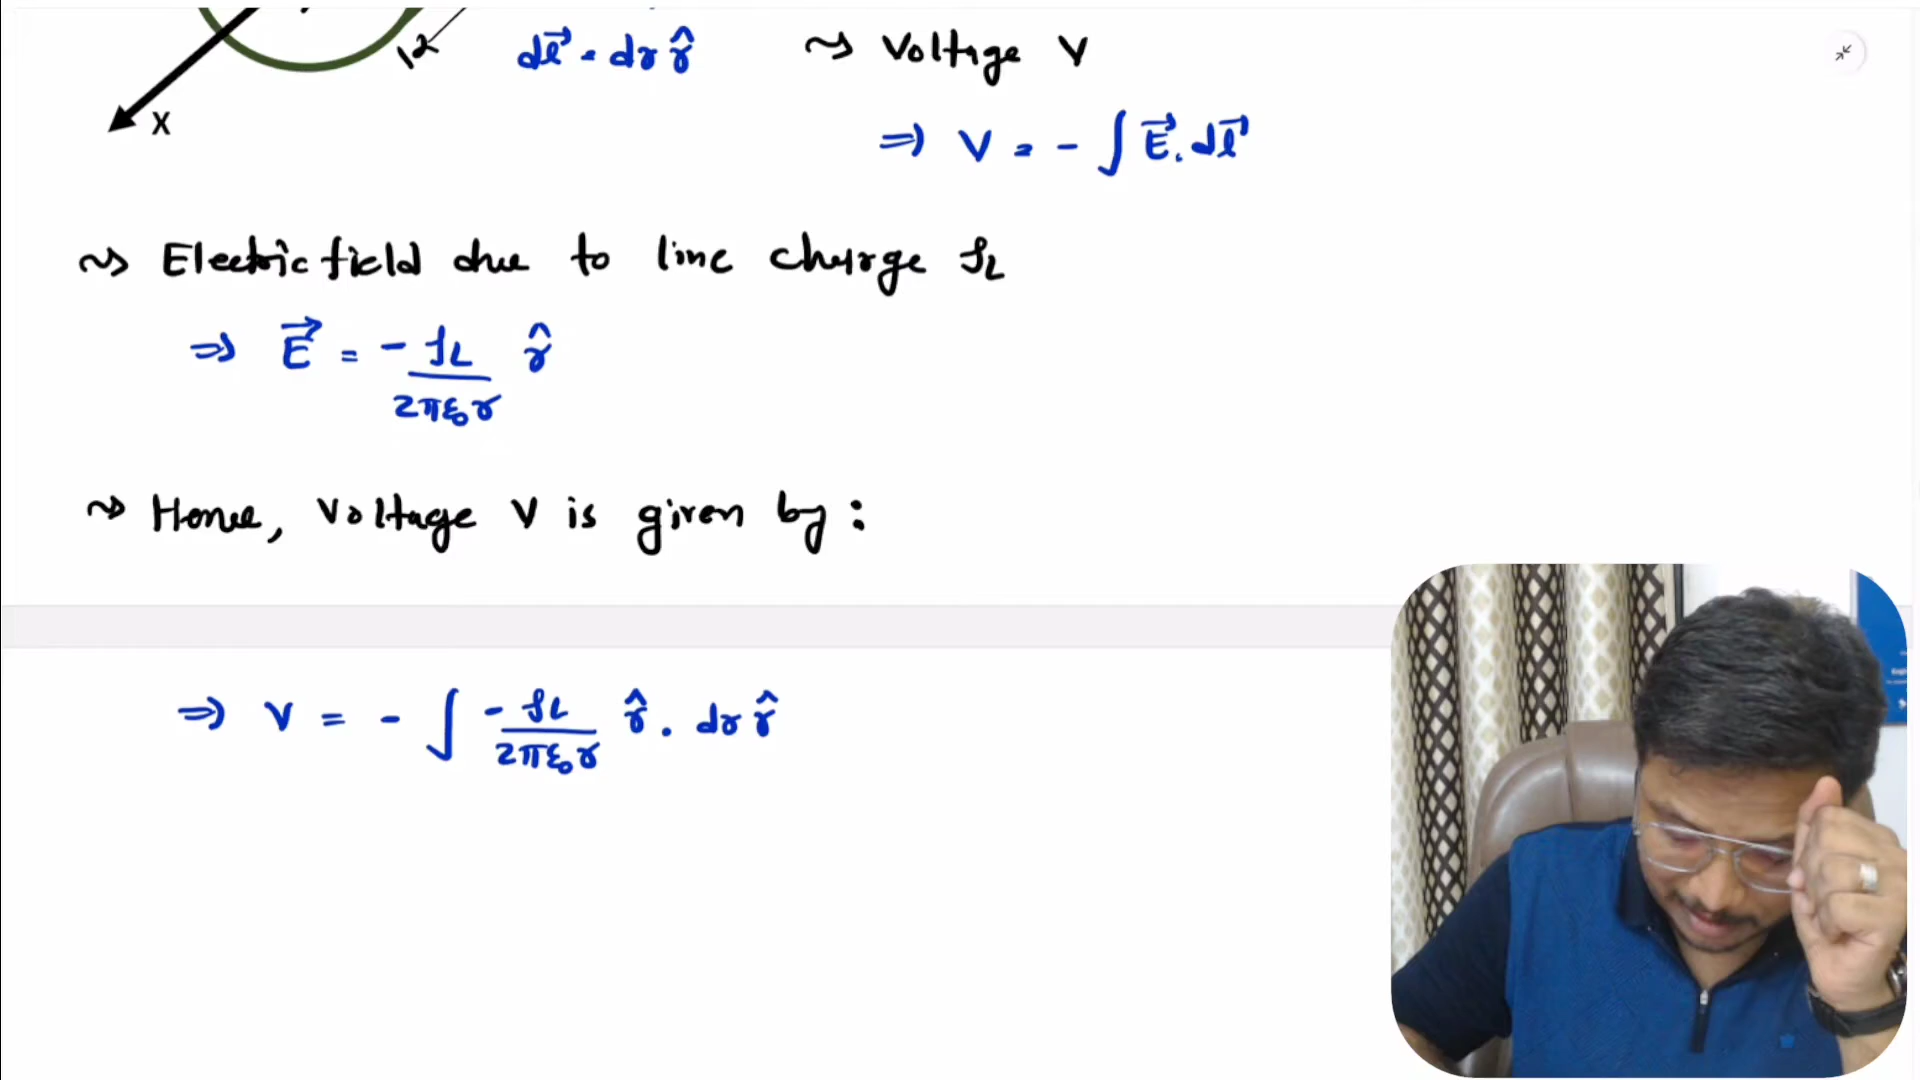 12
dl⃗ = dr r̂
~> Voltage V
X
=> V = - ∫ E⃗ . dl⃗
~> Electric field due to line charge ρL
=> E⃗ = - ρL / 2πε₀r r̂
~> Hence, Voltage V is given by :
=> V = - ∫ - ρL / 2πε₀r r̂ . dr r̂